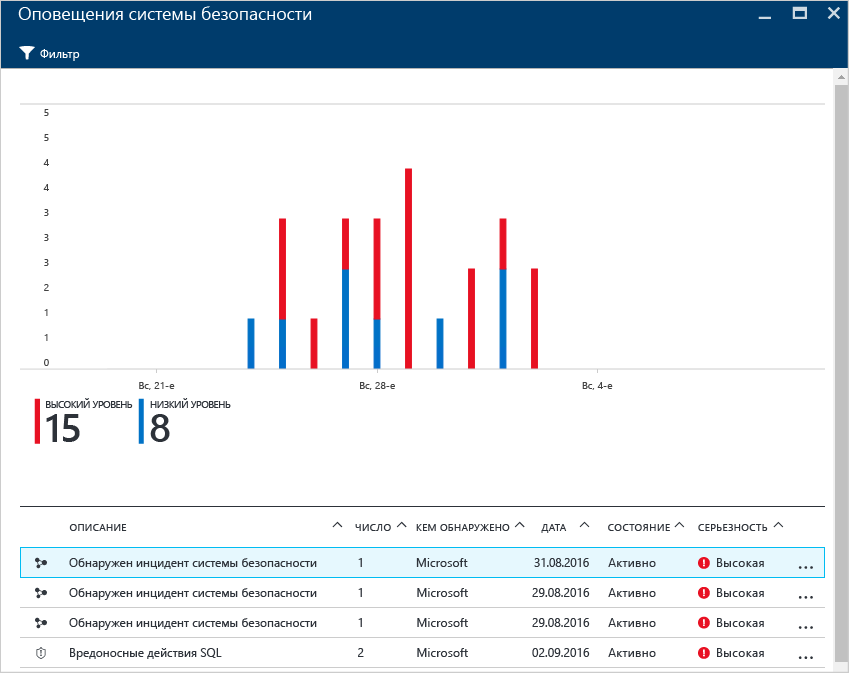 Оповещения системы безопасности
Фильтр
5
5
4
4
3
3
3
2
1
1
0
Вс, 21-е Вс, 28-е Вс, 4-е
ВЫСОКИЙ УРОВЕНЬ НИЗКИЙ УРОВЕНЬ
15 8
ОПИСАНИЕ ЧИСЛО КЕМ ОБНАРУЖЕНО ДАТА СОСТОЯНИЕ СЕРЬЕЗНОСТЬ
Обнаружен инцидент системы безопасности 1 Microsoft 31.08.2016 Активно Высокая ...
Обнаружен инцидент системы безопасности 1 Microsoft 29.08.2016 Активно Высокая ...
Обнаружен инцидент системы безопасности 1 Microsoft 29.08.2016 Активно Высокая ...
Вредоносные действия SQL 2 Microsoft 02.09.2016 Активно Высокая ...